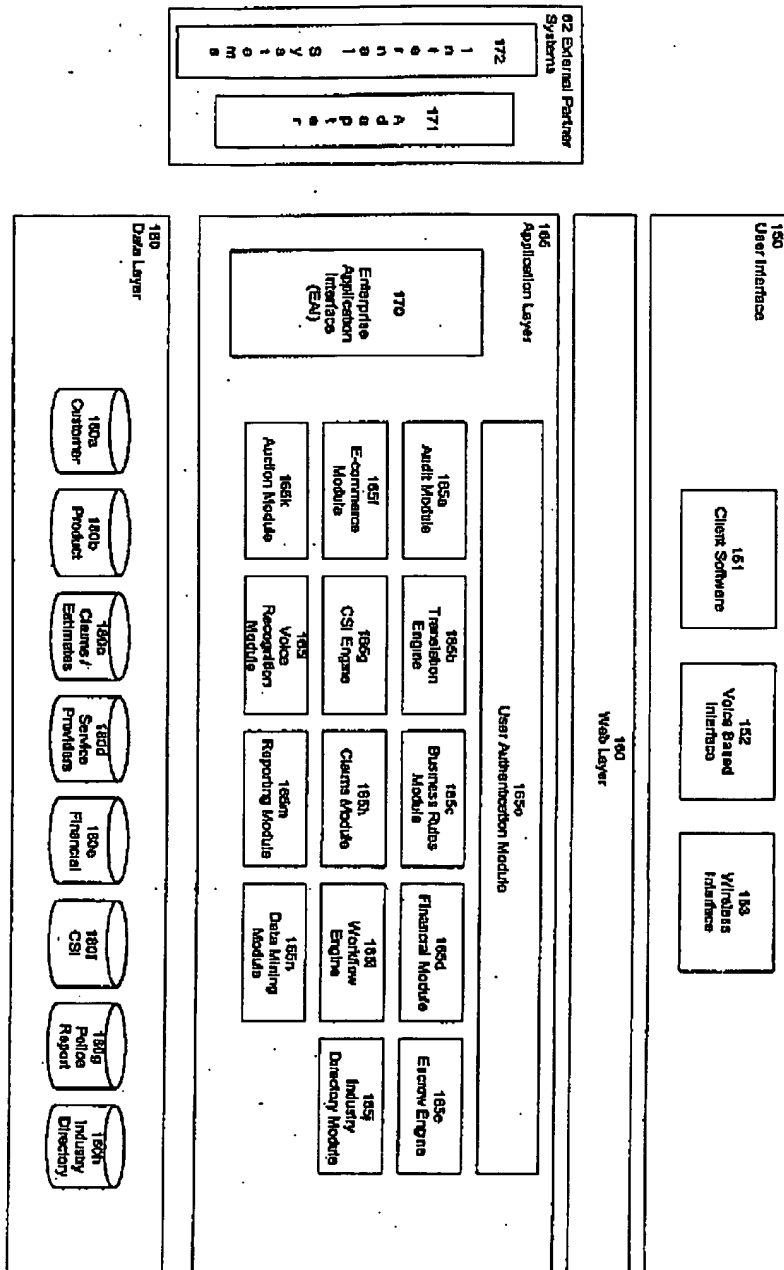 150
User Interface
151
Client Software
152
Voice Based
Interface
153
Wireless
Interface
160
Web Layer
165
Application Layer
165o
User Authentication Module
170
Enterprise
Application
Interface
(EAI)
165a
Audit Module
165b
Translation
Engine
165c
Business Rules
Module
165d
Financial Module
165e
Escrow Engine
165f
E-commerce
Module
165g
CSI Engine
165h
Claims Module
165i
Workflow
Engine
165j
Industry
Directory Module
165k
Auction Module
165l
Voice
Recognition
Module
165m
Reporting Module
165n
Data Mining
Module
180
Data Layer
180a
Customer
180b
Product
180c
Claims /
Estimates
180d
Service
Providers
180e
Financial
180f
CSI
180g
Police
Report
180h
Industry
Directory
62 External Partner
Systems
172
Internal Systems
171
Adapter